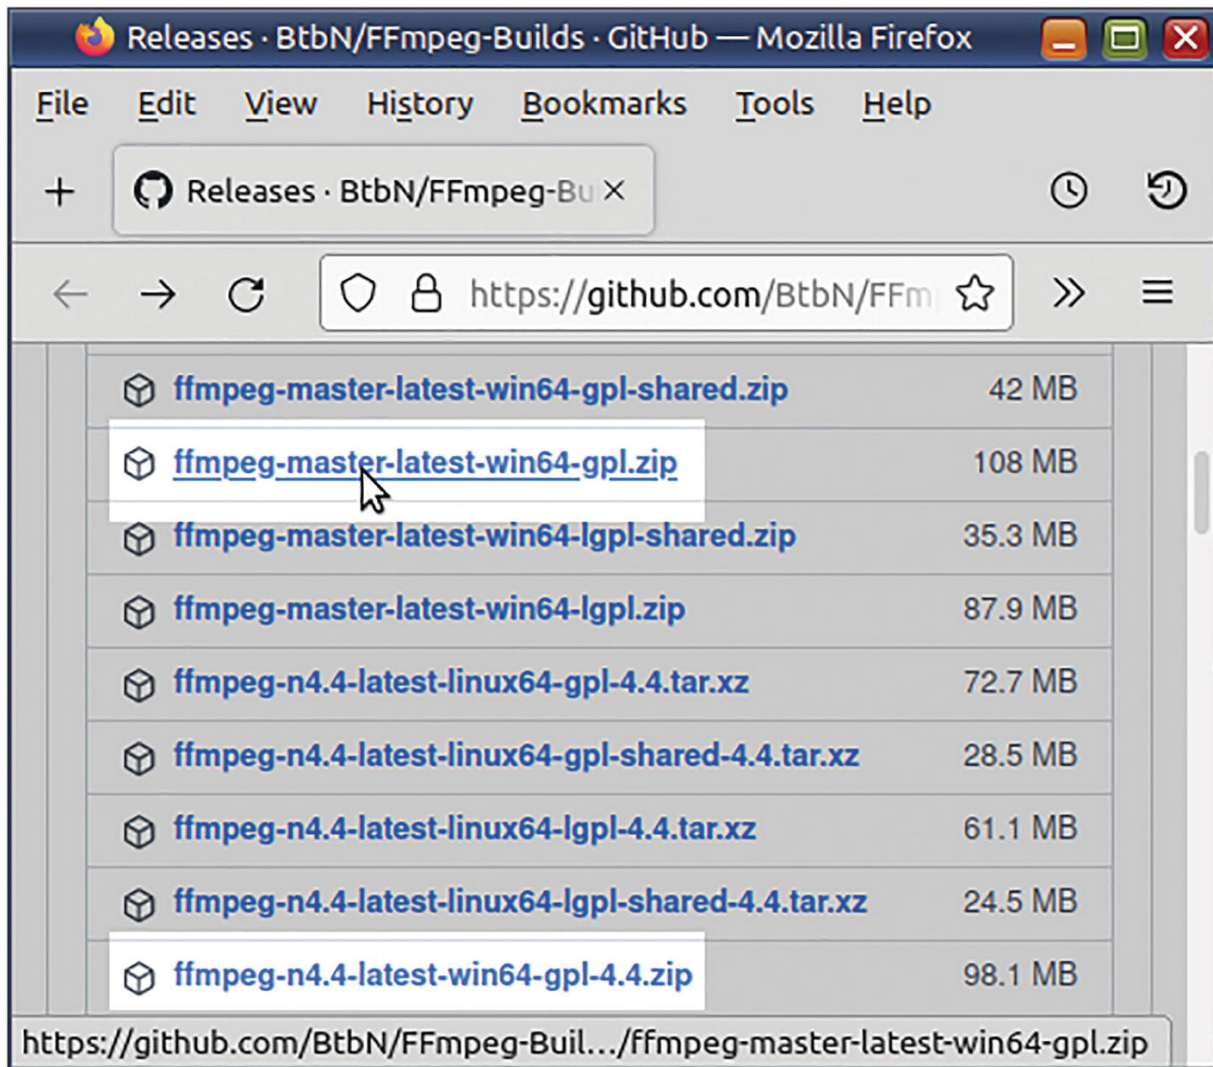 Releases · BtbN/FFmpeg-Builds · GitHub — Mozilla Firefox
File Edit View History Bookmarks Tools Help
Releases · BtbN/FFmpeg-Bu
https://github.com/BtbN/FFm
ffmpeg-master-latest-win64-gpl-shared.zip 42 MB
ffmpeg-master-latest-win64-gpl.zip 108 MB
ffmpeg-master-latest-win64-lgpl-shared.zip 35.3 MB
ffmpeg-master-latest-win64-lgpl.zip 87.9 MB
ffmpeg-n4.4-latest-linux64-gpl-4.4.tar.xz 72.7 MB
ffmpeg-n4.4-latest-linux64-gpl-shared-4.4.tar.xz 28.5 MB
ffmpeg-n4.4-latest-linux64-lgpl-4.4.tar.xz 61.1 MB
ffmpeg-n4.4-latest-linux64-lgpl-shared-4.4.tar.xz 24.5 MB
ffmpeg-n4.4-latest-win64-gpl-4.4.zip 98.1 MB
https://github.com/BtbN/FFmpeg-Buil…/ffmpeg-master-latest-win64-gpl.zip